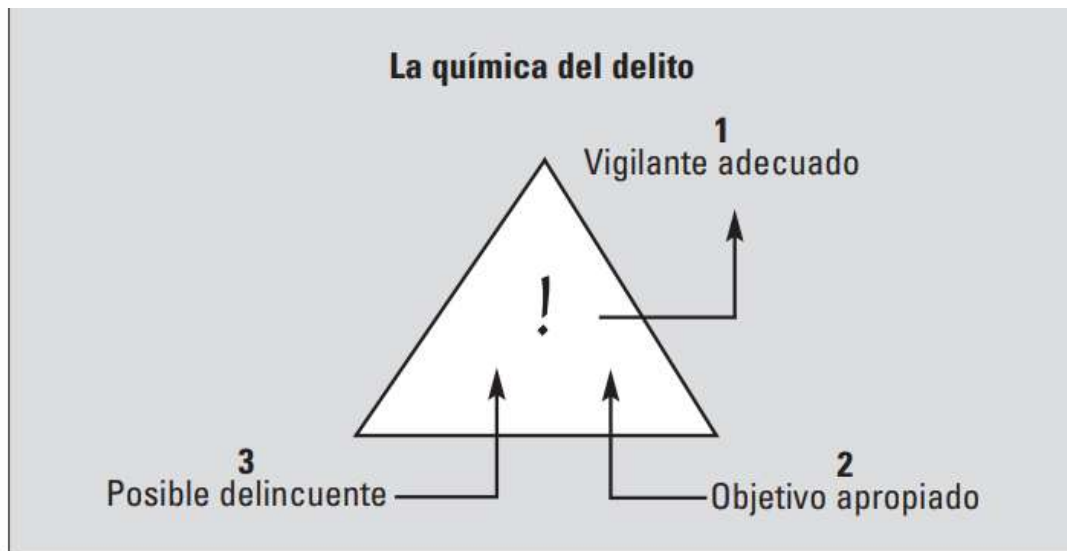 La química del delito
1
Vigilante adecuado
!
3
Posible delincuente
2
Objetivo apropiado